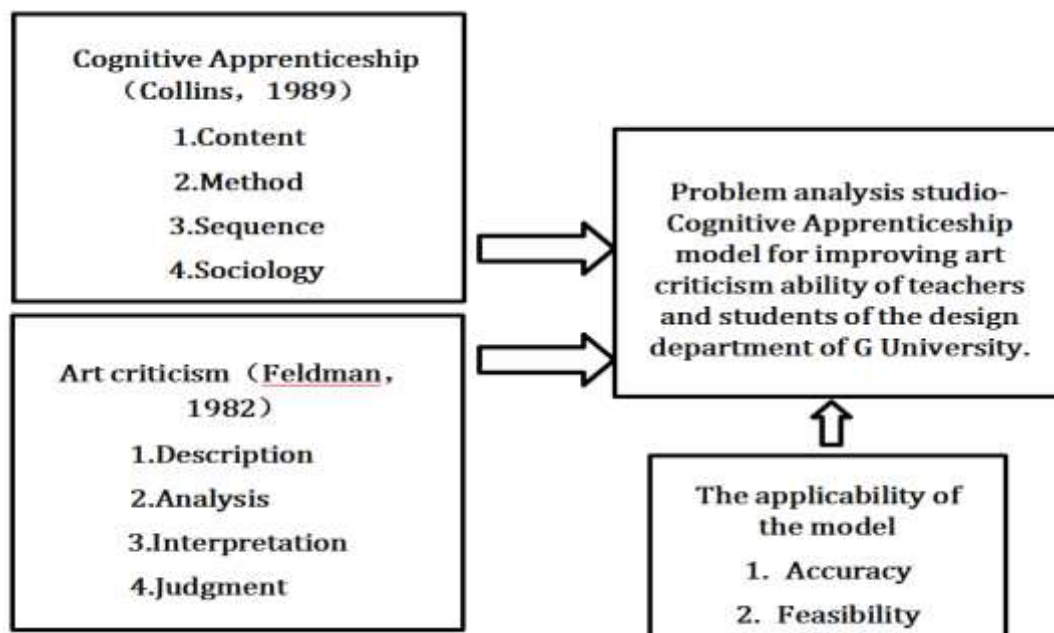 Cognitive Apprenticeship
（Collins， 1989）
1.Content
2.Method
3.Sequence
4.Sociology
Art criticism（Feldman，
1982）
1.Description
2.Analysis
3.Interpretation
4.Judgment
Problem analysis studio-
Cognitive Apprenticeship
model for improving art
criticism ability of teachers
and students of the design
department of G University.
The applicability of
the model
1. Accuracy
2. Feasibility